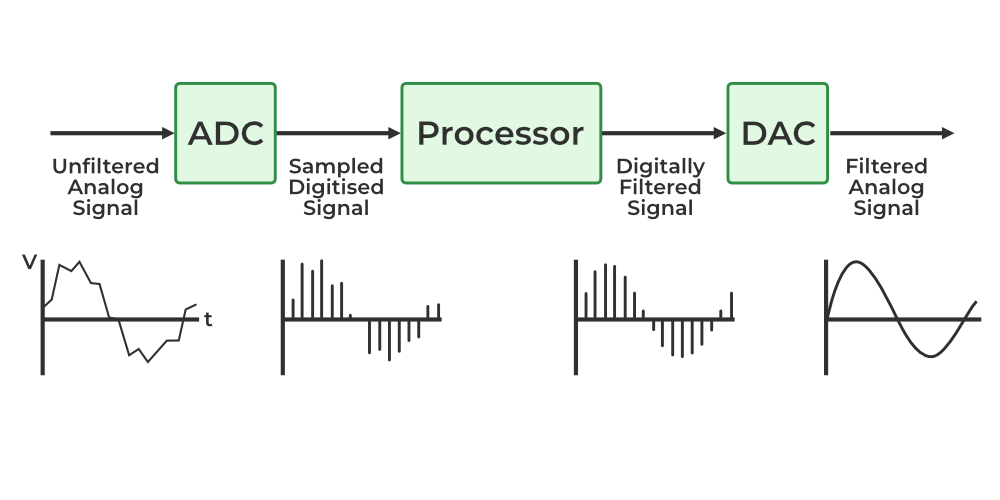 ADC
Processor
DAC
Unfiltered
Analog
Signal
Sampled
Digitised
Signal
Digitally
Filtered
Signal
Filtered
Analog
Signal
V
t